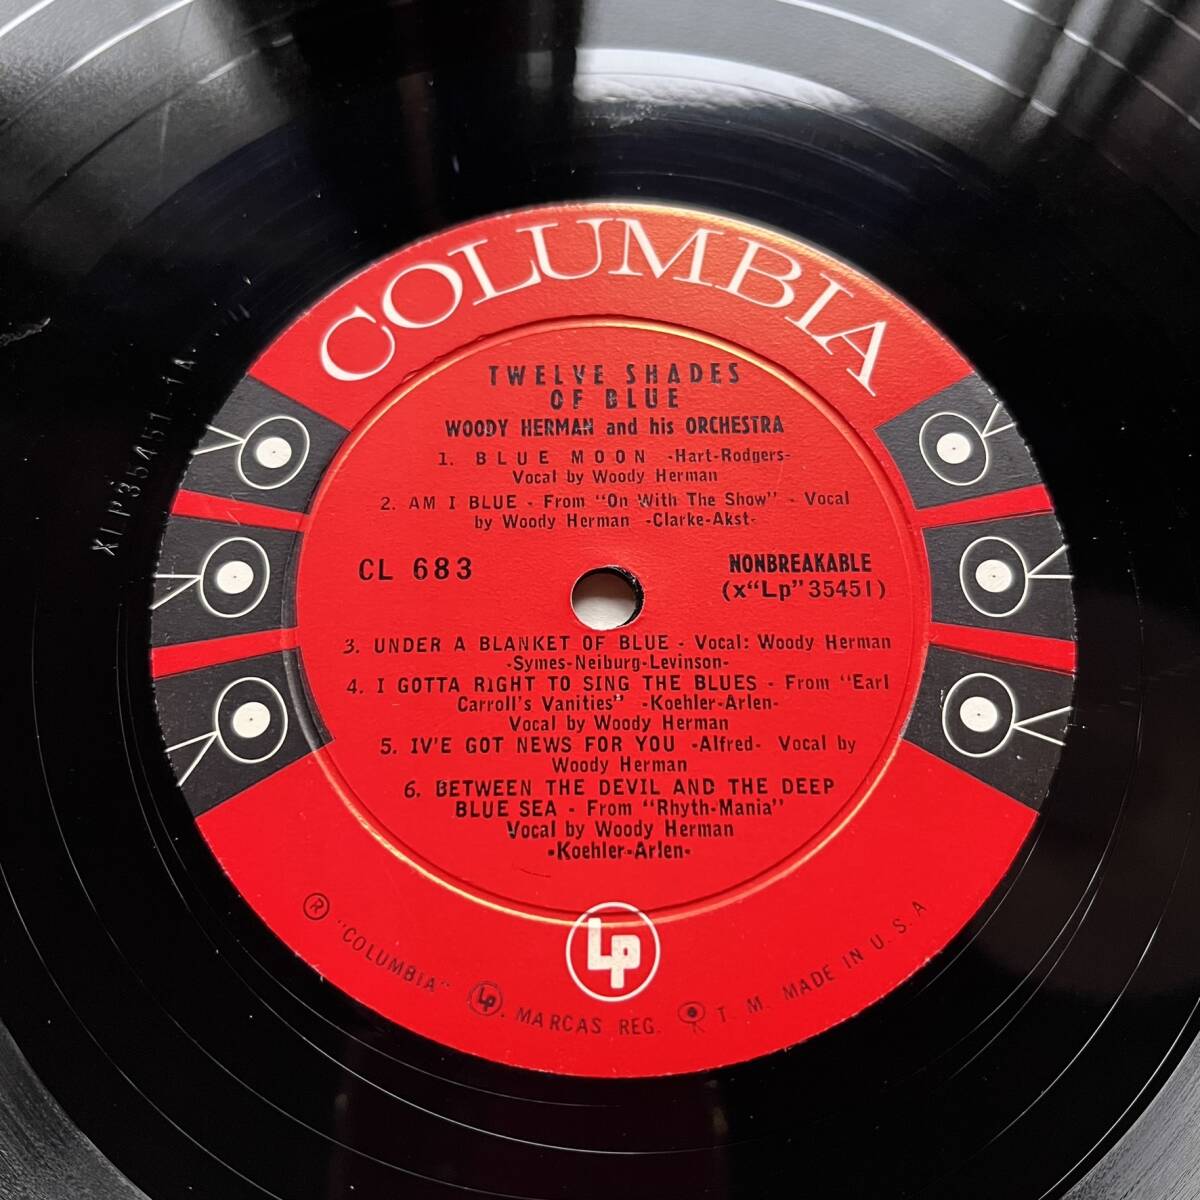 COLUMBIA
TWELVE SHADES
OF BLUE
WOODY HERMAN and his ORCHESTRA
1. BLUE MOON -Hart-Rodgers-
Vocal by Woody Herman
2. AM I BLUE - From "On With The Show" - Vocal
by Woody Herman -Clarke-Akst-
CL 683
NONBREAKABLE
(x"Lp"35451)
3. UNDER A BLANKET OF BLUE - Vocal: Woody Herman
-Symes-Neiburg-Levinson-
4. I GOTTA RIGHT TO SING THE BLUES - From "Earl
Carroll's Vanities" -Koehler-Arlen-
Vocal by Woody Herman
5. IV'E GOT NEWS FOR YOU -Alfred- Vocal by
Woody Herman
6. BETWEEN THE DEVIL AND THE DEEP
BLUE SEA - From "Rhyth-Mania"
Vocal by Woody Herman
-Koehler-Arlen-
LP
® "COLUMBIA" LP. MARCAS REG. T. M. MADE IN U. S. A
XLP35451-1A